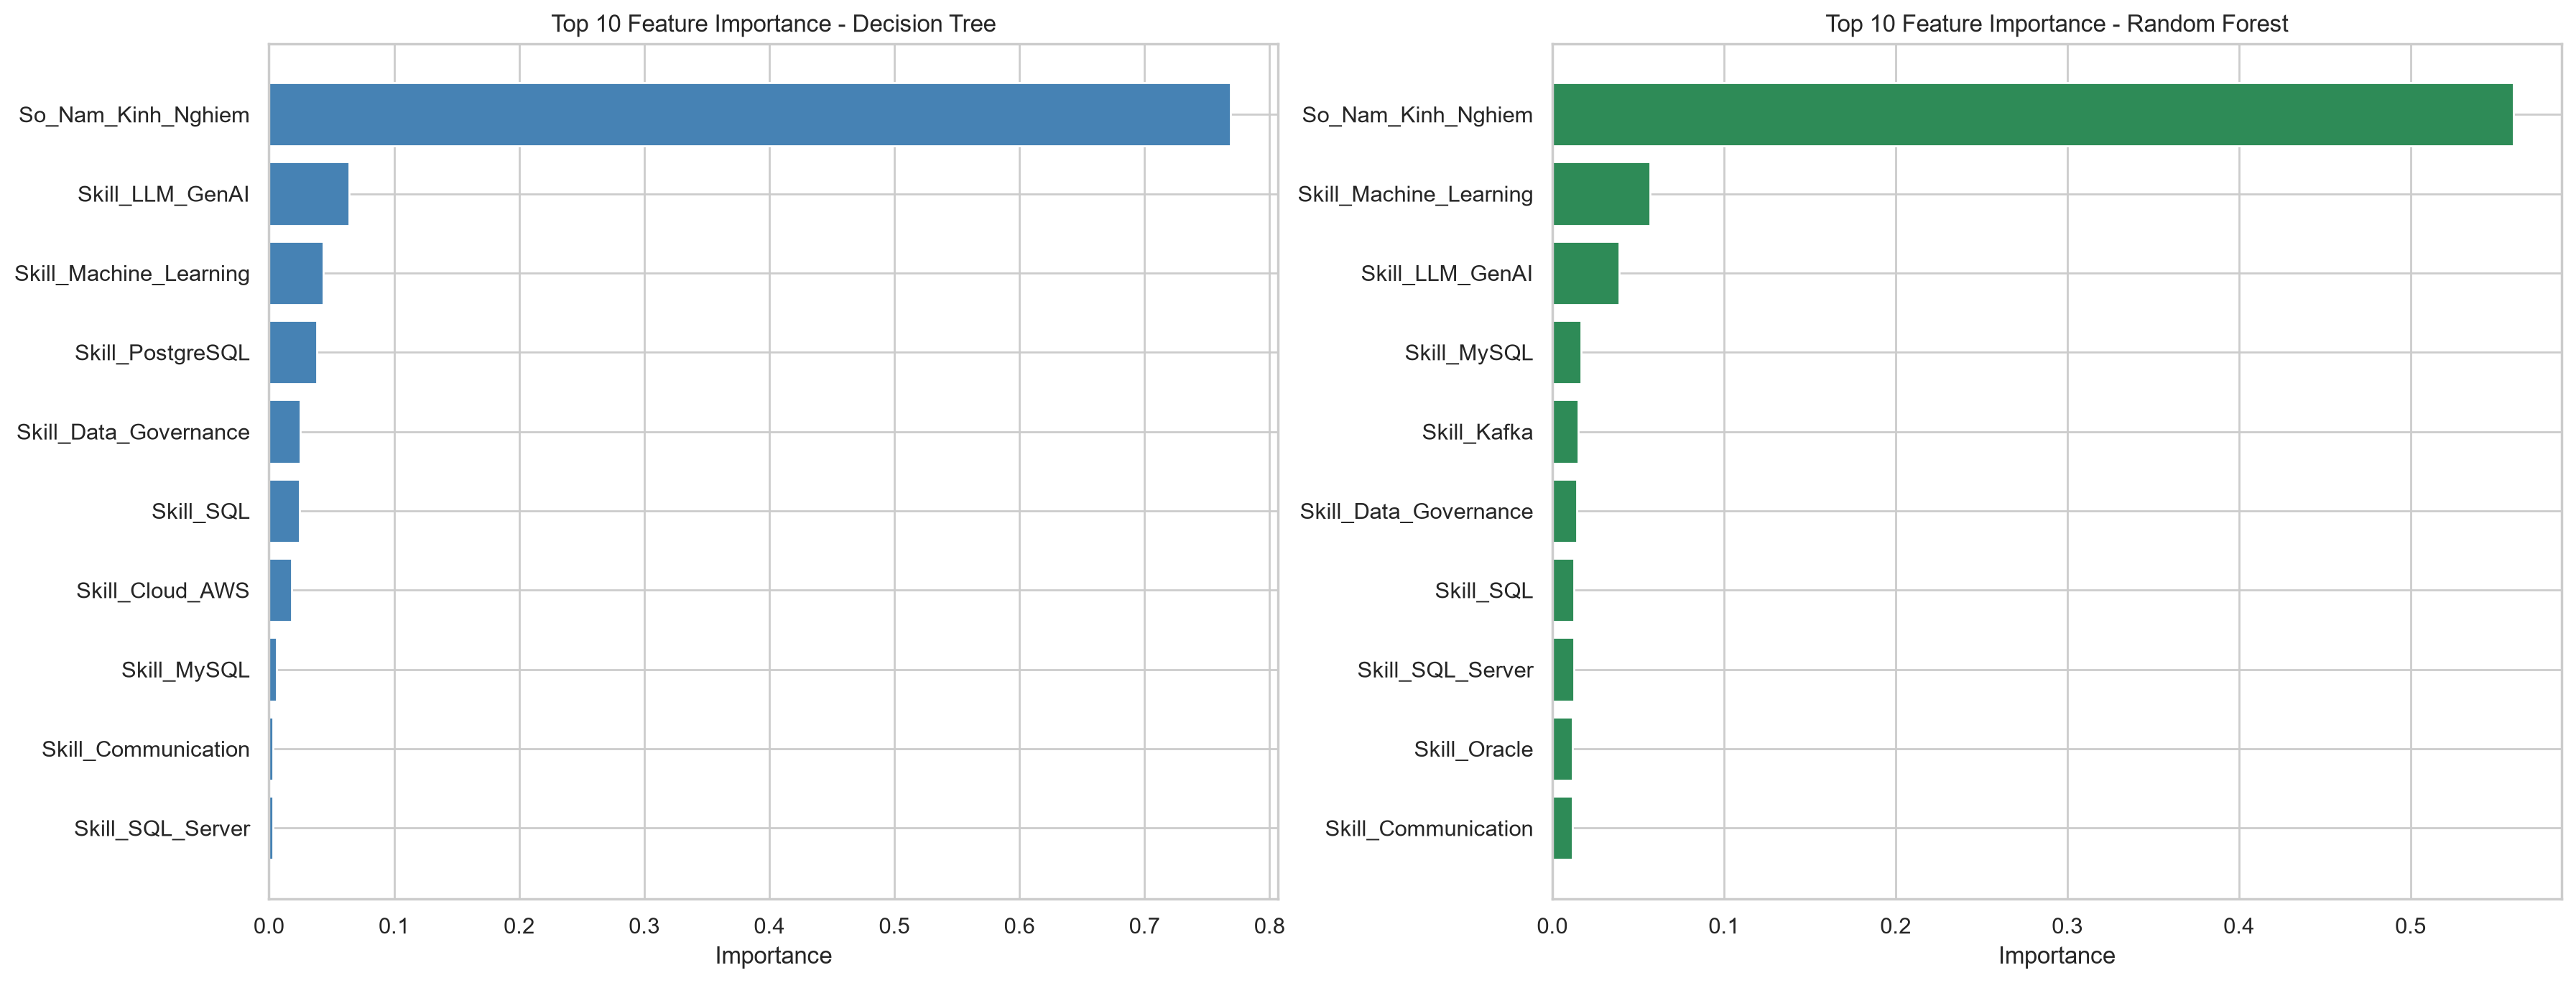 Top 10 Feature Importance - Decision Tree
So_Nam_Kinh_Nghiem
Skill_LLM_GenAI
Skill_Machine_Learning
Skill_PostgreSQL
Skill_Data_Governance
Skill_SQL
Skill_Cloud_AWS
Skill_MySQL
Skill_Communication
Skill_SQL_Server
0.0 0.1 0.2 0.3 0.4 0.5 0.6 0.7 0.8
Importance
Top 10 Feature Importance - Random Forest
So_Nam_Kinh_Nghiem
Skill_Machine_Learning
Skill_LLM_GenAI
Skill_MySQL
Skill_Kafka
Skill_Data_Governance
Skill_SQL
Skill_SQL_Server
Skill_Oracle
Skill_Communication
0.0 0.1 0.2 0.3 0.4 0.5
Importance